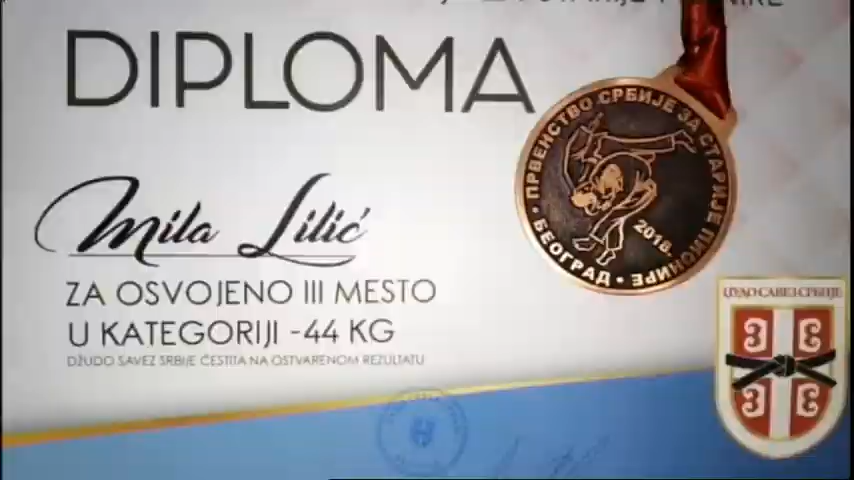 DIPLOMA
Mila Lilić
ZA OSVOJENO III MESTO
U KATEGORIJI -44 KG
DŽUDO SAVEZ SRBIJE ČESTITA NA OSTVARENOM REZULTATU
ПРВЕНСТВО СРБИЈЕ ЗА СТАРИЈЕ ПИОНИРЕ
2018.
БЕОГРАД
ЏУДО САВЕЗ СРБИЈЕ